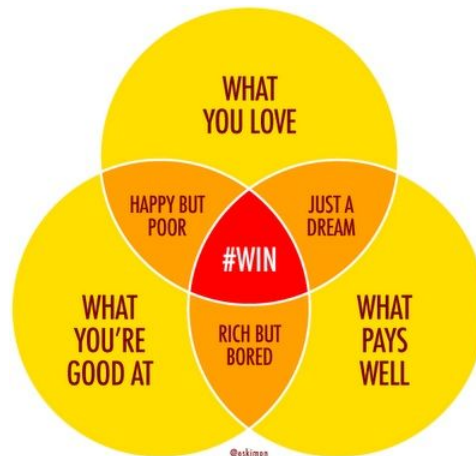 WHAT
YOU LOVE
HAPPY BUT
POOR
JUST A
DREAM
#WIN
WHAT
YOU'RE
GOOD AT
RICH BUT
BORED
WHAT
PAYS
WELL
@eskimon